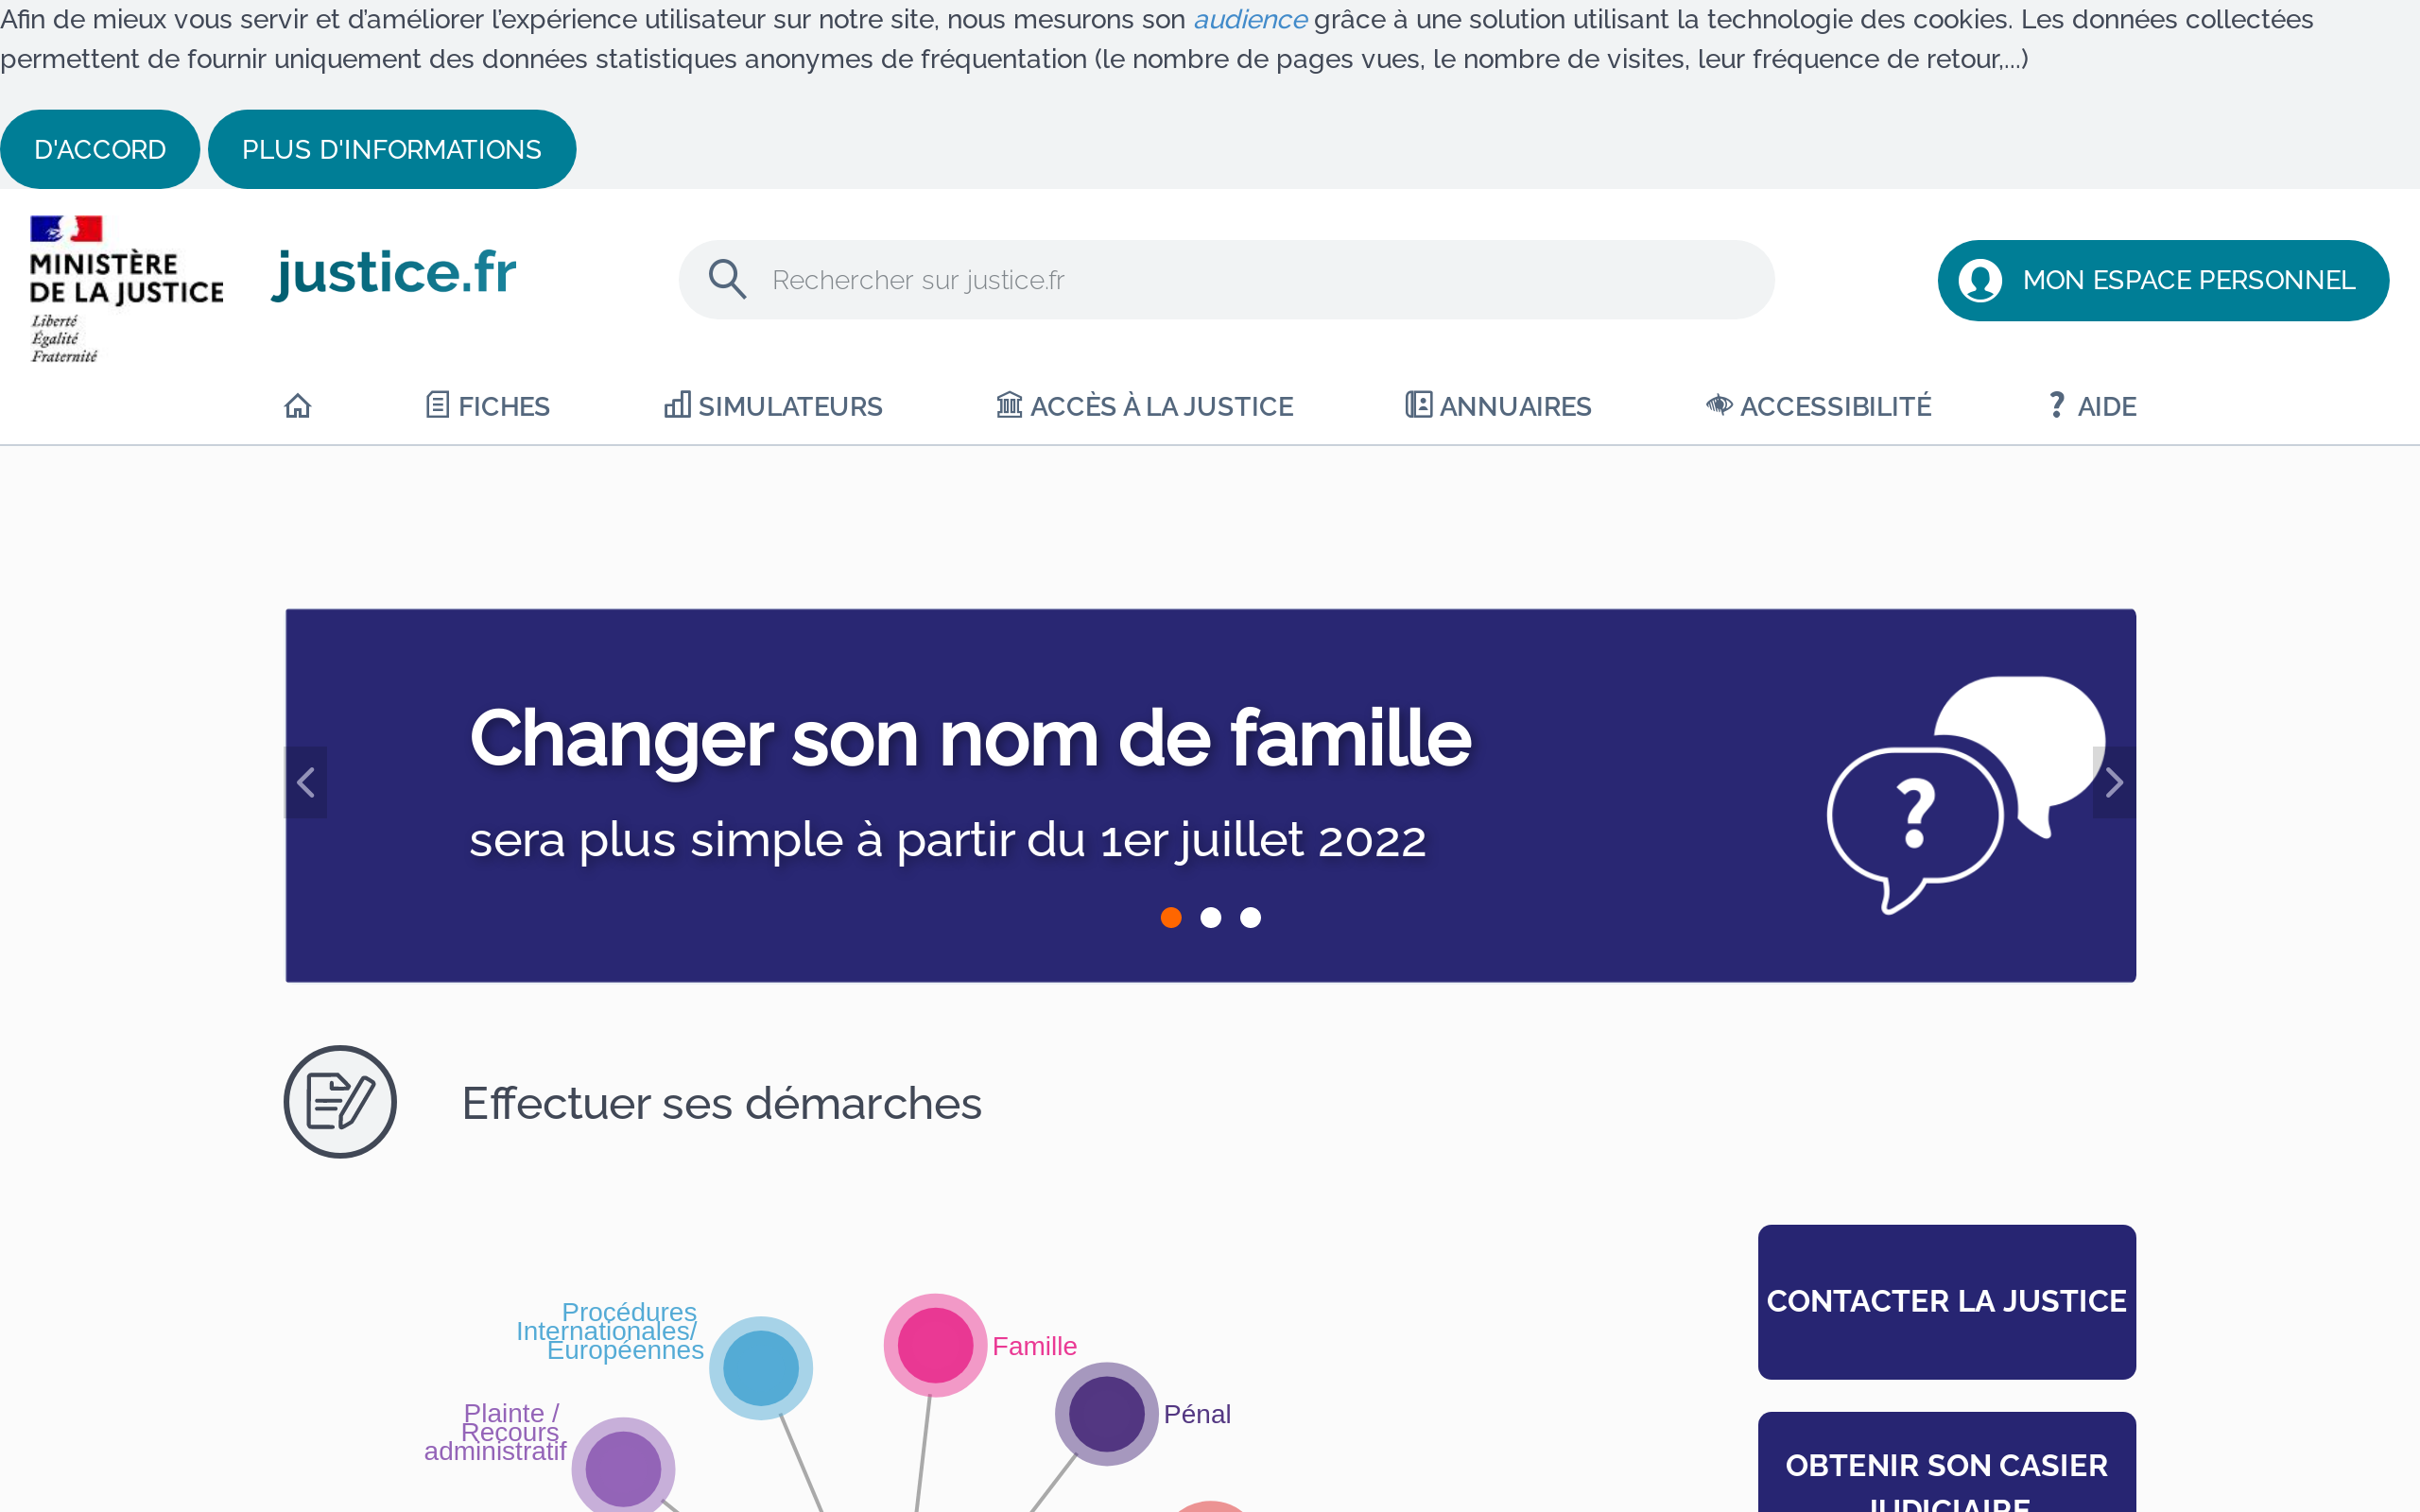 Afin de mieux vous servir et d’améliorer l’expérience utilisateur sur notre site, nous mesurons son audience grâce à une solution utilisant la technologie des cookies. Les données collectées
permettent de fournir uniquement des données statistiques anonymes de fréquentation (le nombre de pages vues, le nombre de visites, leur fréquence de retour,...)
D'ACCORD
PLUS D'INFORMATIONS
MINISTÈRE
DE LA JUSTICE
Liberté
Égalité
Fraternité
justice.fr
Rechercher sur justice.fr
MON ESPACE PERSONNEL
FICHES
SIMULATEURS
ACCÈS À LA JUSTICE
ANNUAIRES
ACCESSIBILITÉ
AIDE
Changer son nom de famille
sera plus simple à partir du 1er juillet 2022
Effectuer ses démarches
Procédures
Internationales/
Européennes
Famille
Pénal
Plainte /
Recours
administratif
CONTACTER LA JUSTICE
OBTENIR SON CASIER
JUDICIAIRE